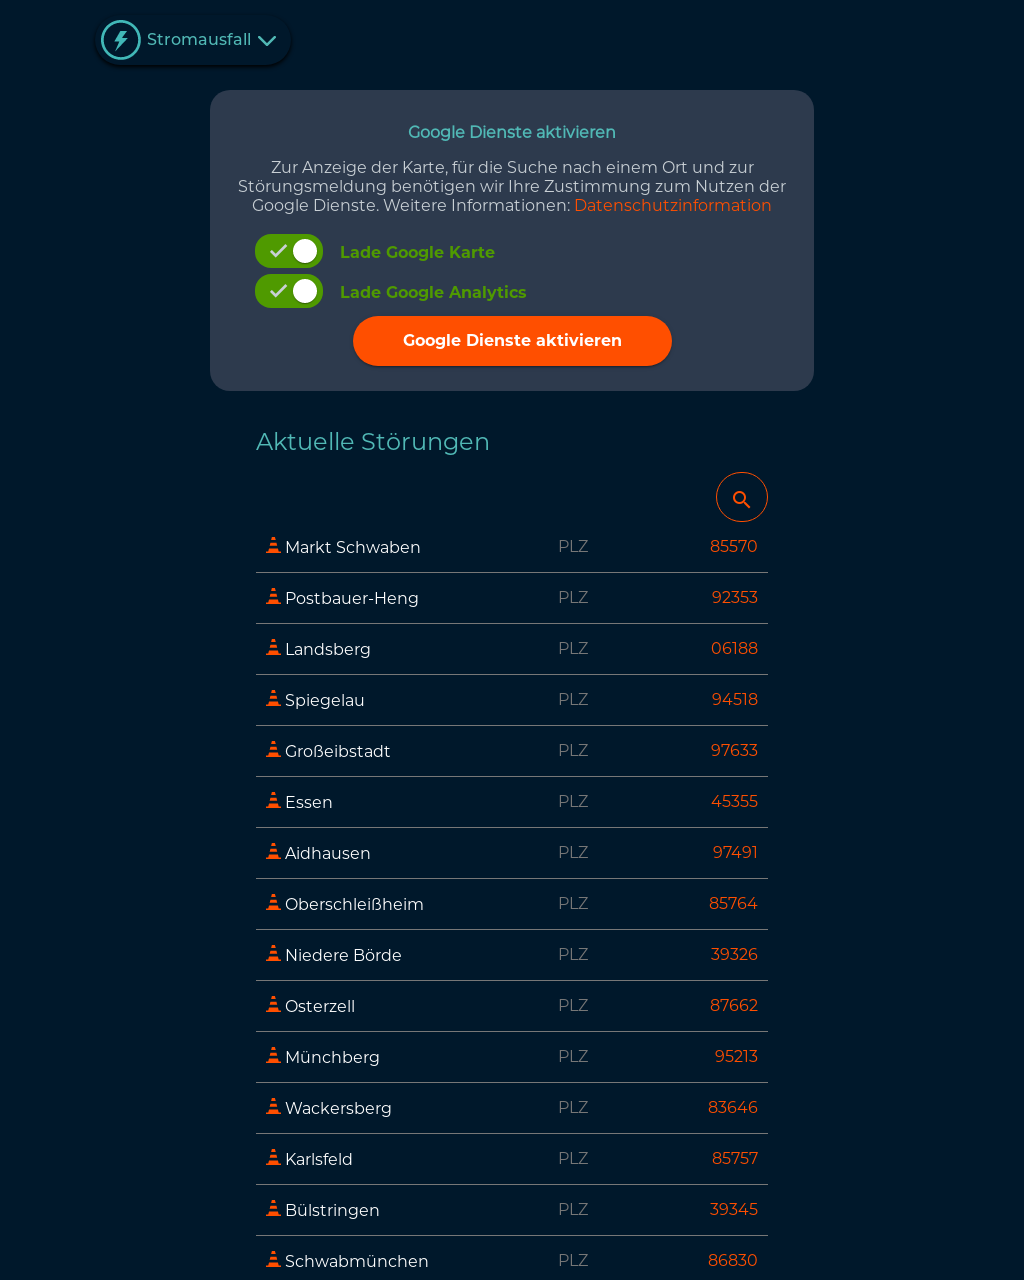 Stromausfall
Google Dienste aktivieren
Zur Anzeige der Karte, für die Suche nach einem Ort und zur
Störungsmeldung benötigen wir Ihre Zustimmung zum Nutzen der
Google Dienste. Weitere Informationen: Datenschutzinformation
Lade Google Karte
Lade Google Analytics
Google Dienste aktivieren
Aktuelle Störungen
Markt Schwaben PLZ 85570
Postbauer-Heng PLZ 92353
Landsberg PLZ 06188
Spiegelau PLZ 94518
Großeibstadt PLZ 97633
Essen PLZ 45355
Aidhausen PLZ 97491
Oberschleißheim PLZ 85764
Niedere Börde PLZ 39326
Osterzell PLZ 87662
Münchberg PLZ 95213
Wackersberg PLZ 83646
Karlsfeld PLZ 85757
Bülstringen PLZ 39345
Schwabmünchen PLZ 86830